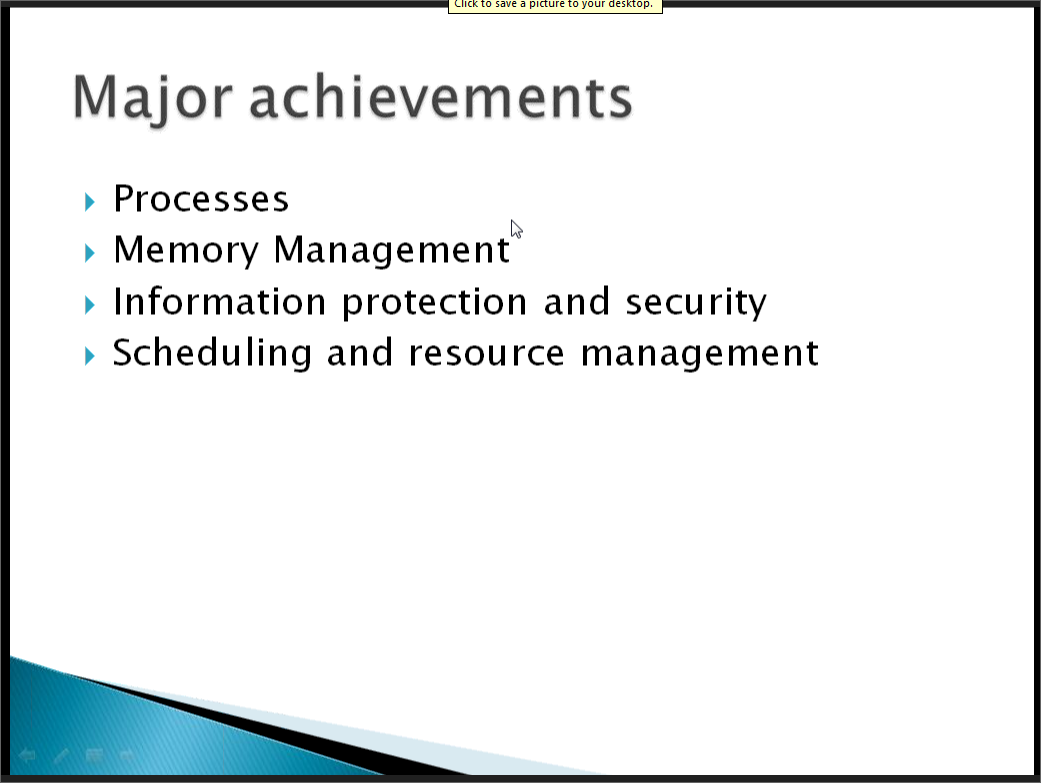 Click to save a picture to your desktop.
Major achievements
Processes
Memory Management
Information protection and security
Scheduling and resource management